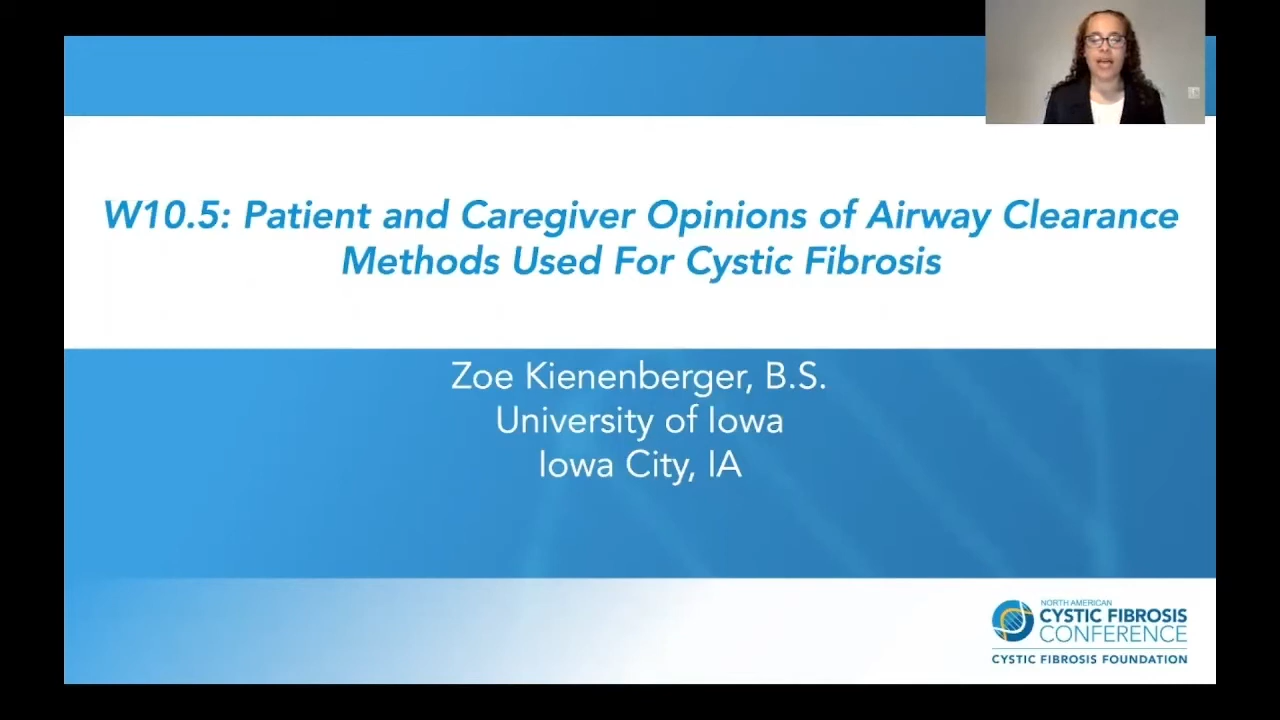 W10.5: Patient and Caregiver Opinions of Airway Clearance
Methods Used For Cystic Fibrosis
Zoe Kienenberger, B.S.
University of Iowa
Iowa City, IA
NORTH AMERICAN
CYSTIC FIBROSIS
CONFERENCE
CYSTIC FIBROSIS FOUNDATION